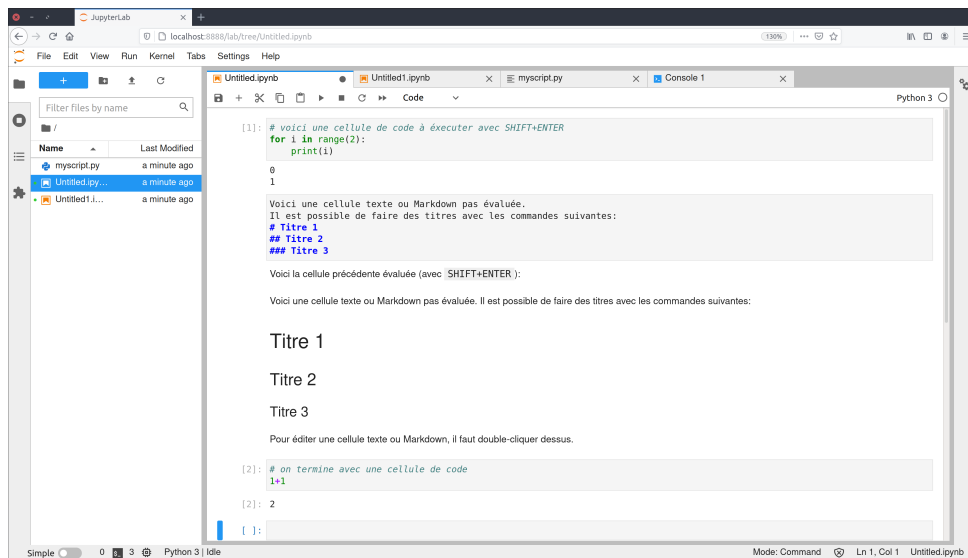 JupyterLab
localhost:8888/lab/tree/Untitled.ipynb
130%
File Edit View Run Kernel Tabs Settings Help
Filter files by name
/
Name Last Modified
myscript.py a minute ago
Untitled.ipy… a minute ago
Untitled1.i… a minute ago
Untitled.ipynb Untitled1.ipynb myscript.py Console 1
Code Python 3
[1]: # voici une cellule de code à éxecuter avec SHIFT+ENTER
for i in range(2):
print(i)
0
1
Voici une cellule texte ou Markdown pas évaluée.
Il est possible de faire des titres avec les commandes suivantes:
# Titre 1
## Titre 2
### Titre 3
Voici la cellule précédente évaluée (avec SHIFT+ENTER ):
Voici une cellule texte ou Markdown pas évaluée. Il est possible de faire des titres avec les commandes suivantes:
Titre 1
Titre 2
Titre 3
Pour éditer une cellule texte ou Markdown, il faut double-cliquer dessus.
[2]: # on termine avec une cellule de code
1+1
[2]: 2
[ ]:
Simple 0 3 Python 3 | Idle Mode: Command Ln 1, Col 1 Untitled.ipynb